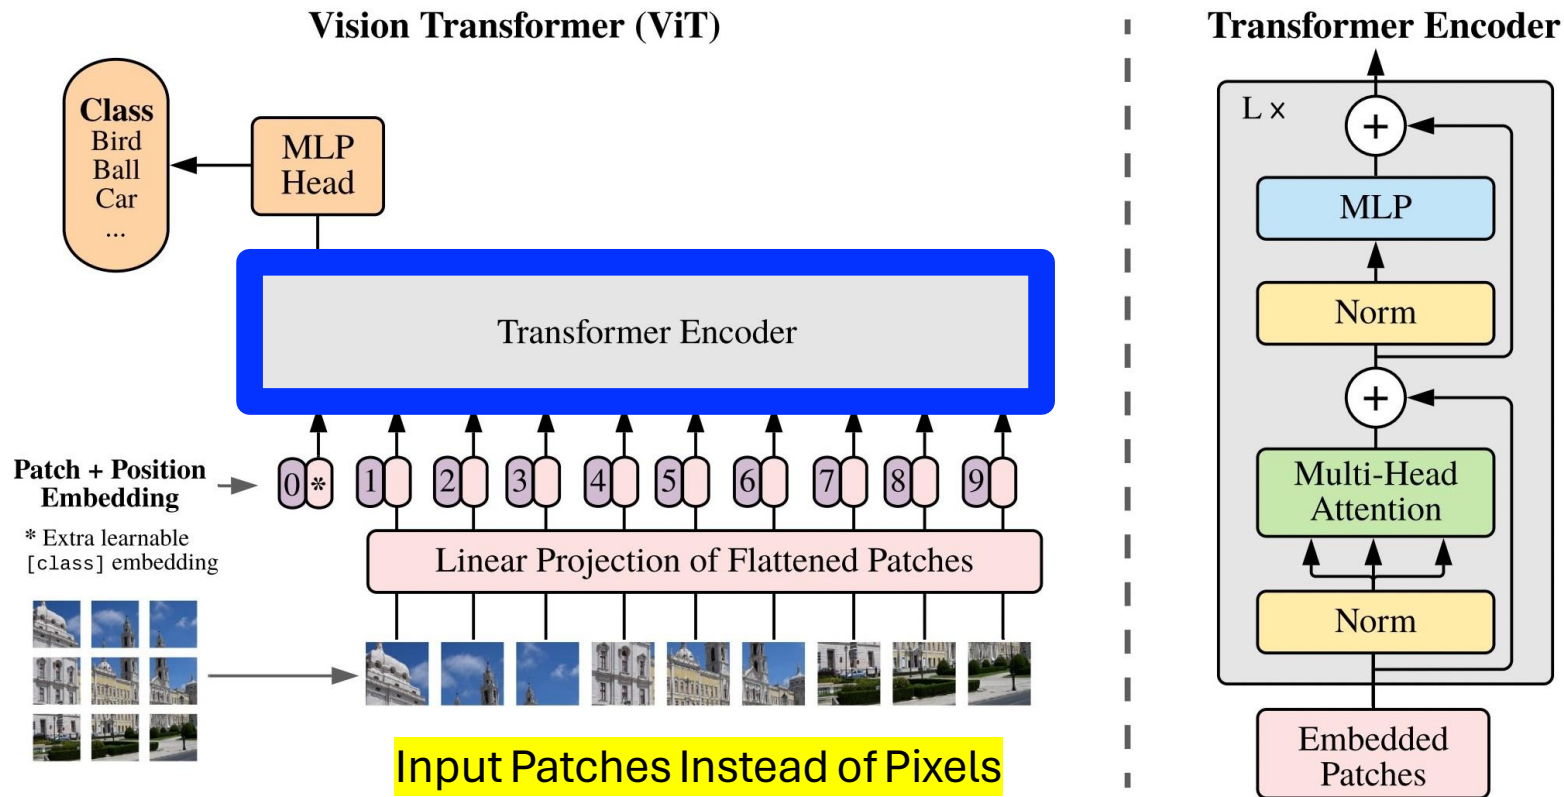 Vision Transformer (ViT)
Class
Bird
Ball
Car
...
MLP
Head
Transformer Encoder
Patch + Position
Embedding
0 * 1 2 3 4 5 6 7 8 9
* Extra learnable
[class] embedding
Linear Projection of Flattened Patches
Input Patches Instead of Pixels
Transformer Encoder
L ×
+
MLP
Norm
+
Multi-Head
Attention
Norm
Embedded
Patches